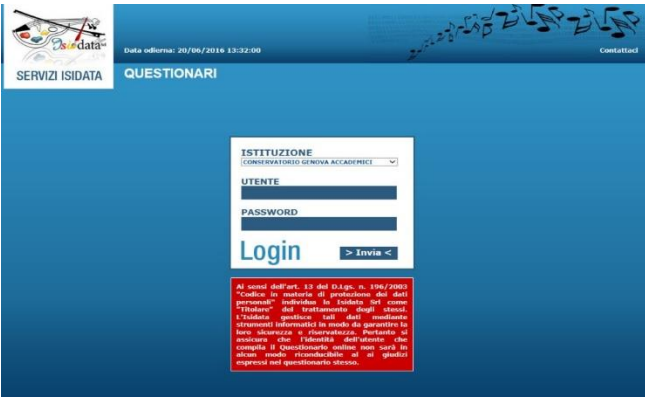 Isidata
Data odierna: 20/06/2016 13:32:00
Contattaci
SERVIZI ISIDATA
QUESTIONARI
ISTITUZIONE
CONSERVATORIO GENOVA ACCADEMICI
UTENTE
PASSWORD
Login
> Invia <
Ai sensi dell'art. 13 del D.Lgs. n. 196/2003
"Codice in materia di protezione dei dati
personali" individua la Isidata Srl come
"Titolare" del trattamento degli stessi.
L'Isidata gestisce tali dati mediante
strumenti informatici in modo da garantire la
loro sicurezza e riservatezza. Pertanto si
assicura che l'identità dell'utente che
compila il Questionario online non sarà in
alcun modo riconducibile al ai giudizi
espressi nel questionario stesso.